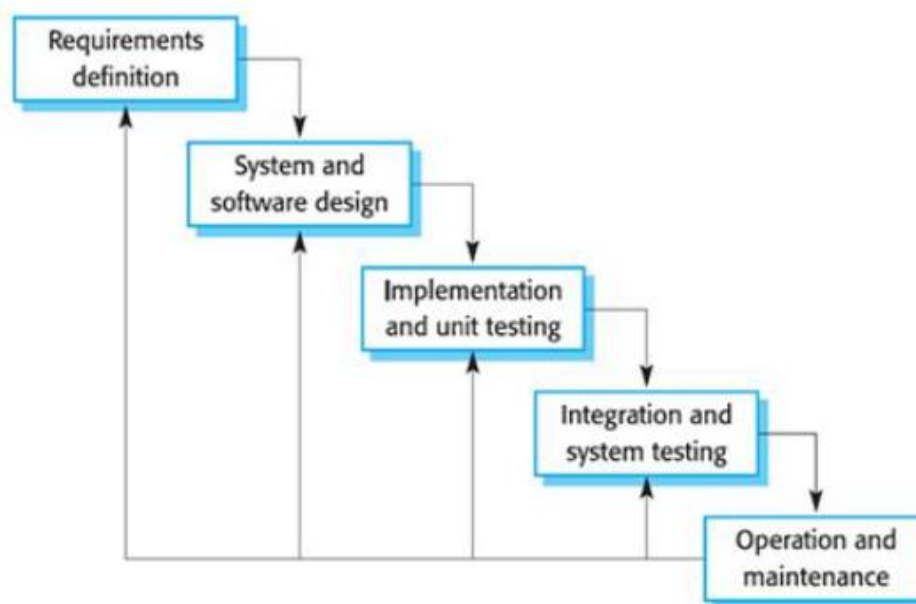 Requirements
definition
System and
software design
Implementation
and unit testing
Integration and
system testing
Operation and
maintenance